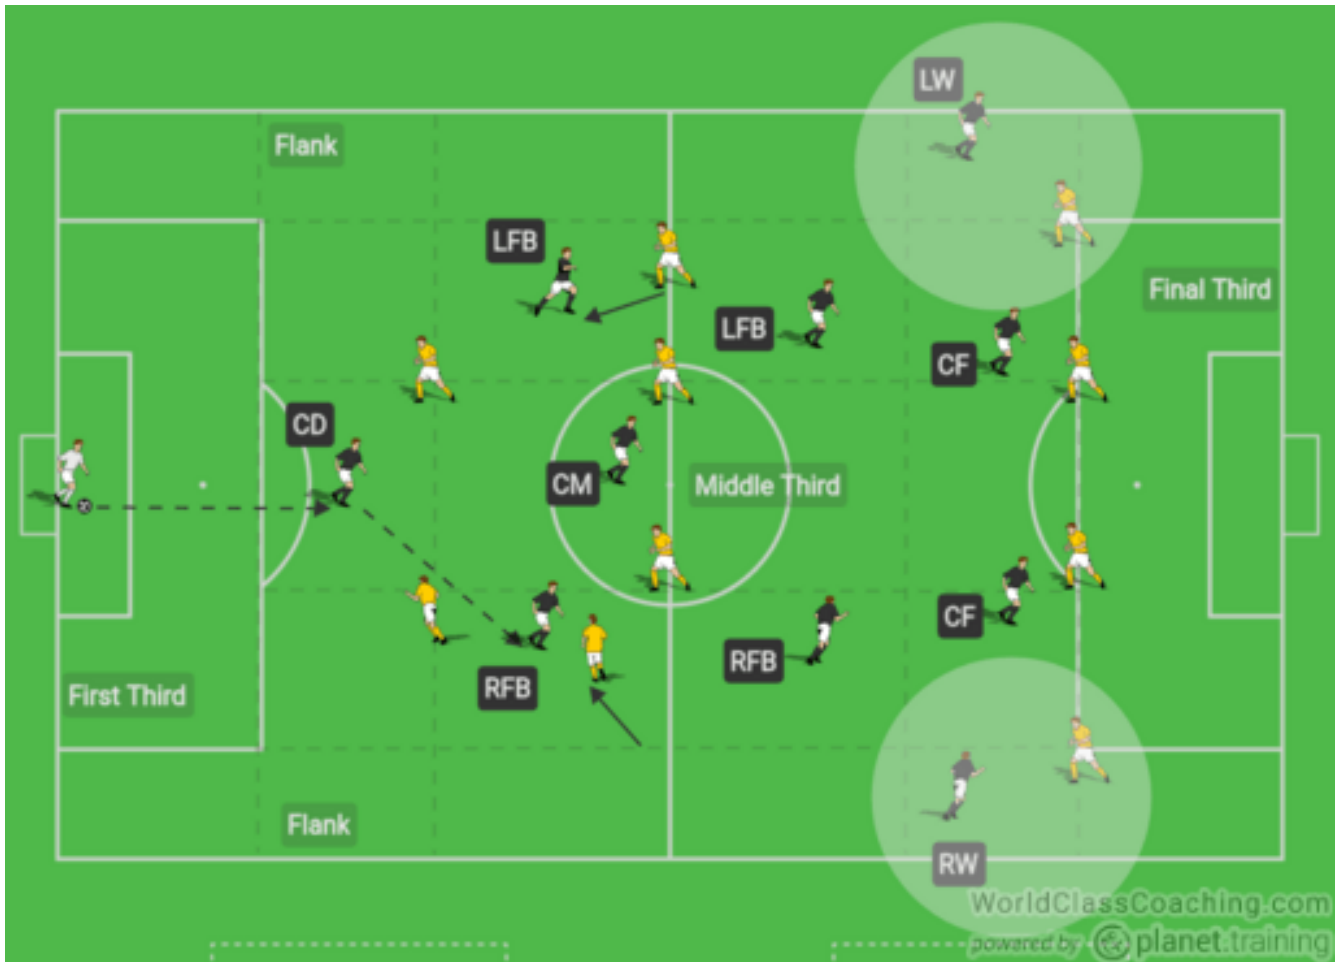 LW
Flank
LFB
Final Third
LFB
CF
CD
CM
Middle Third
CF
RFB
RFB
First Third
Flank
RW
WorldClassCoaching.com
powered by planet.training